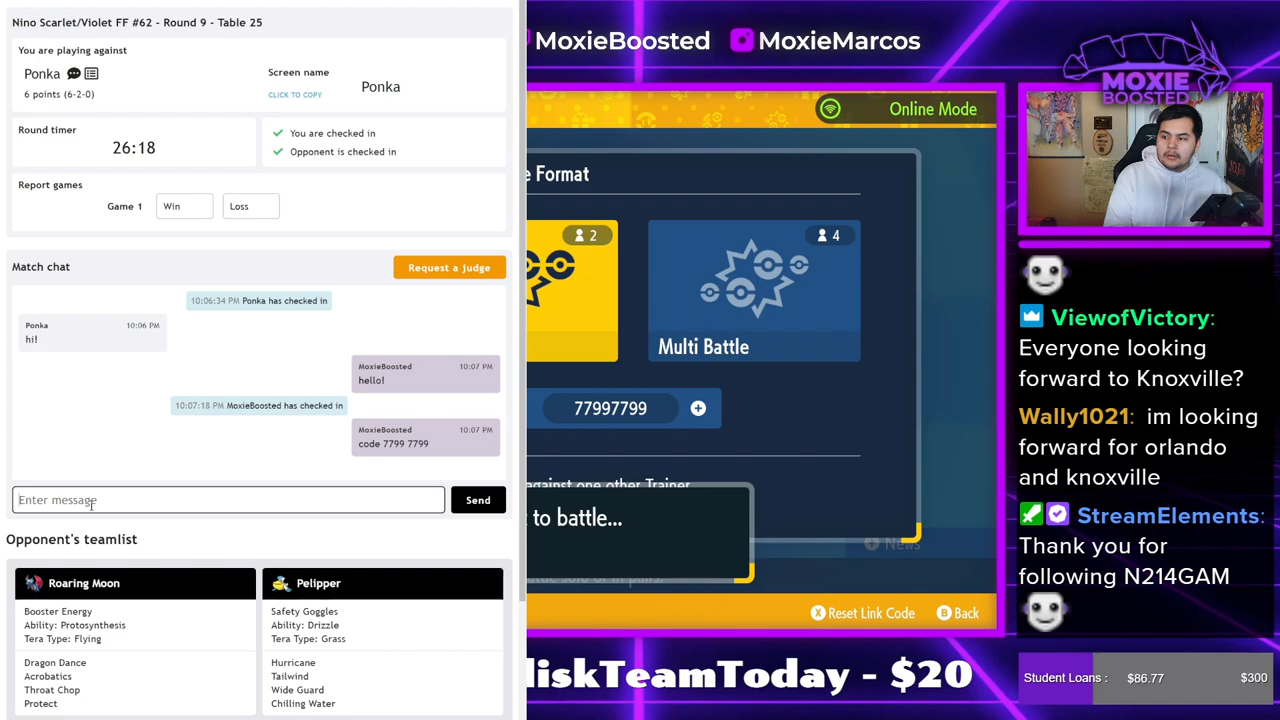 Nino Scarlet/Violet FF #62 - Round 9 - Table 25
You are playing against
Ponka
6 points (6-2-0)
Screen name
CLICK TO COPY
Ponka
Round timer
26:18
You are checked in
Opponent is checked in
Report games
Game 1
Win
Loss
Match chat
Request a judge
10:06:34 PM Ponka has checked in
Ponka 10:06 PM
hi!
MoxieBoosted 10:07 PM
hello!
10:07:18 PM MoxieBoosted has checked in
MoxieBoosted 10:07 PM
code 7799 7799
Enter message
Send
Opponent's teamlist
Roaring Moon
Booster Energy
Ability: Protosynthesis
Tera Type: Flying
Dragon Dance
Acrobatics
Throat Chop
Protect
Pelipper
Safety Goggles
Ability: Drizzle
Tera Type: Grass
Hurricane
Tailwind
Wide Guard
Chilling Water
MoxieBoosted
MoxieMarcos
Online Mode
e Format
2
4
Multi Battle
77997799
against one other Trainer
to battle...
News
Reset Link Code
Back
diskTeamToday - $20
MOXIE
BOOSTED
ViewofVictory:
Everyone looking
forward to Knoxville?
Wally1021: im looking
forward for orlando
and knoxville
StreamElements:
Thank you for
following N214GAM
Student Loans :
$86.77
$300